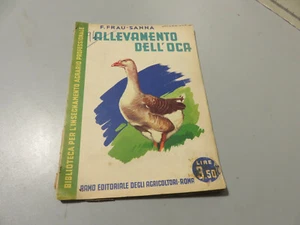 F. FRAU-SANNA
ALLEVAMENTO
DELL'OCA
BIBLIOTECA PER L'INSEGNAMENTO AGRARIO PROFESSIONALE
LIRE
3,50
RAMO EDITORIALE DEGLI AGRICOLTORI-ROMA